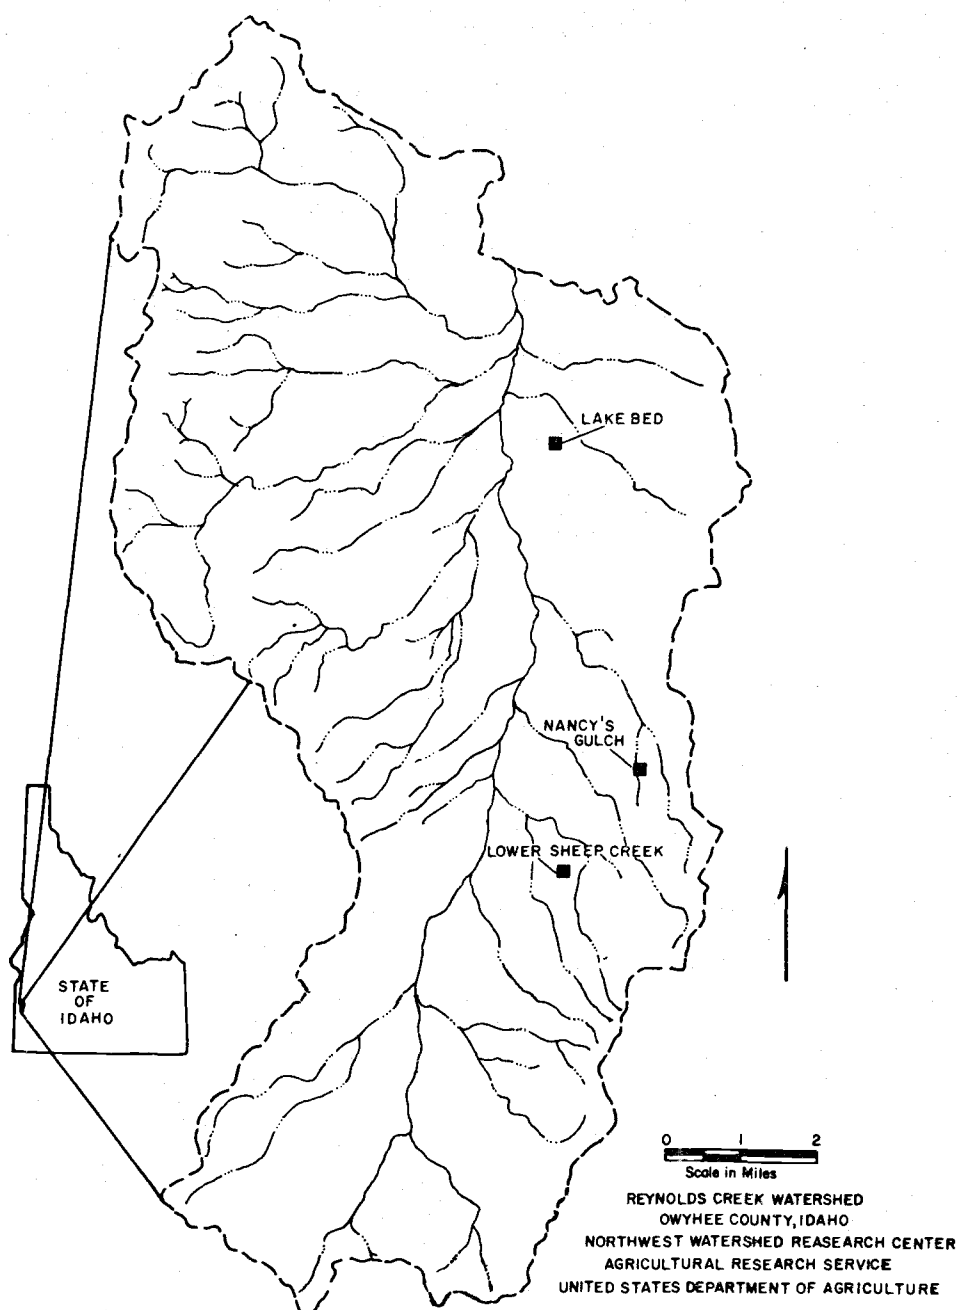 LAKE BED
NANCY'S
GULCH
LOWER SHEEP CREEK
STATE
OF
IDAHO
0 1 2
Scale in Miles
REYNOLDS CREEK WATERSHED
OWYHEE COUNTY, IDAHO
NORTHWEST WATERSHED REASEARCH CENTER
AGRICULTURAL RESEARCH SERVICE
UNITED STATES DEPARTMENT OF AGRICULTURE